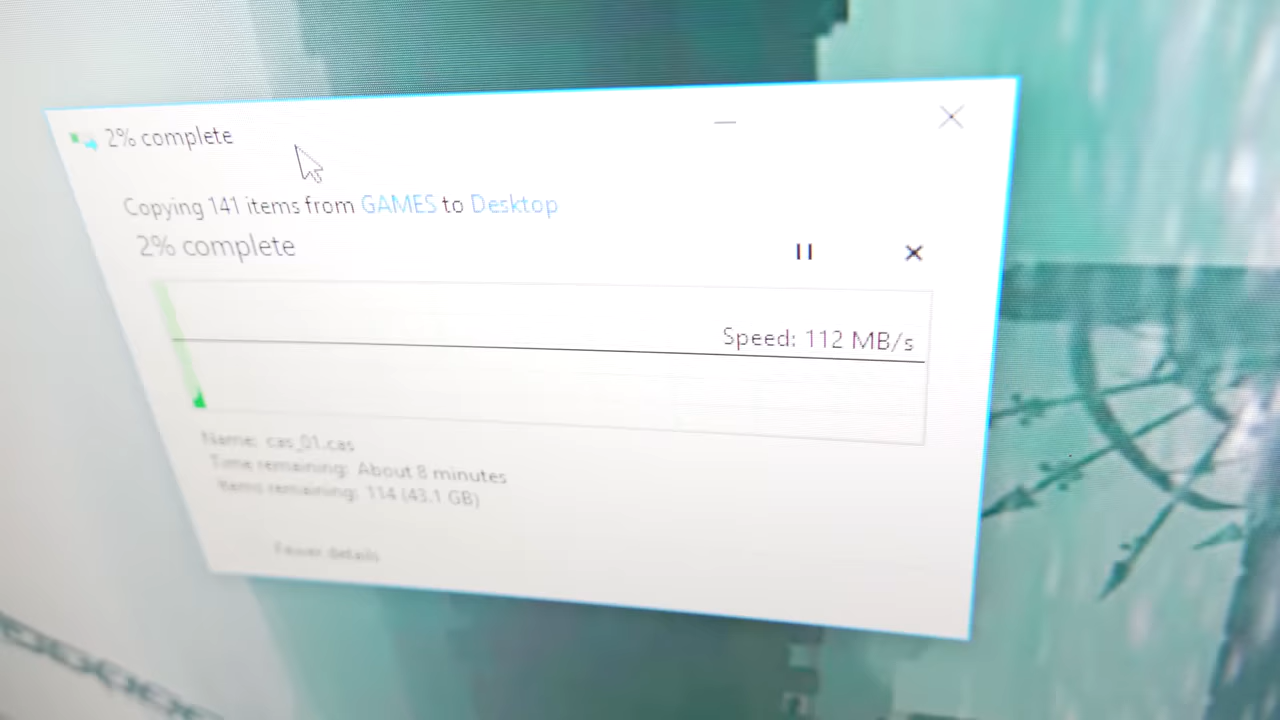 2% complete
Copying 141 items from GAMES to Desktop
2% complete
Speed: 112 MB/s
Name: cas_01.cas
Time remaining: About 8 minutes
Items remaining: 114 (43.1 GB)
Fewer details